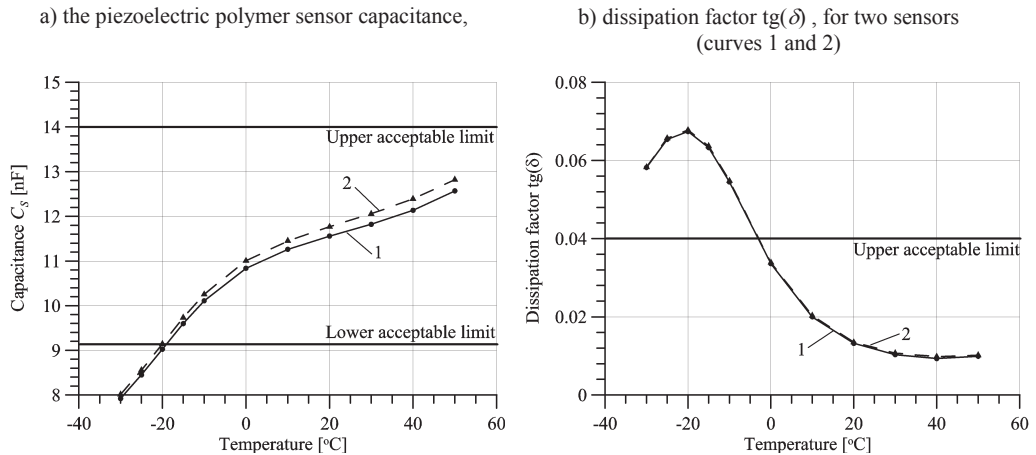 a) the piezoelectric polymer sensor capacitance,
b) dissipation factor tg(δ) , for two sensors
(curves 1 and 2)
15
14
13
12
11
10
9
8
Capacitance Cs [nF]
Upper acceptable limit
2
1
Lower acceptable limit
-40
-20
0
20
40
60
Temperature [°C]
0.08
0.06
0.04
0.02
0
Dissipation factor tg(δ)
Upper acceptable limit
1
2
-40
-20
0
20
40
60
Temperature [°C]